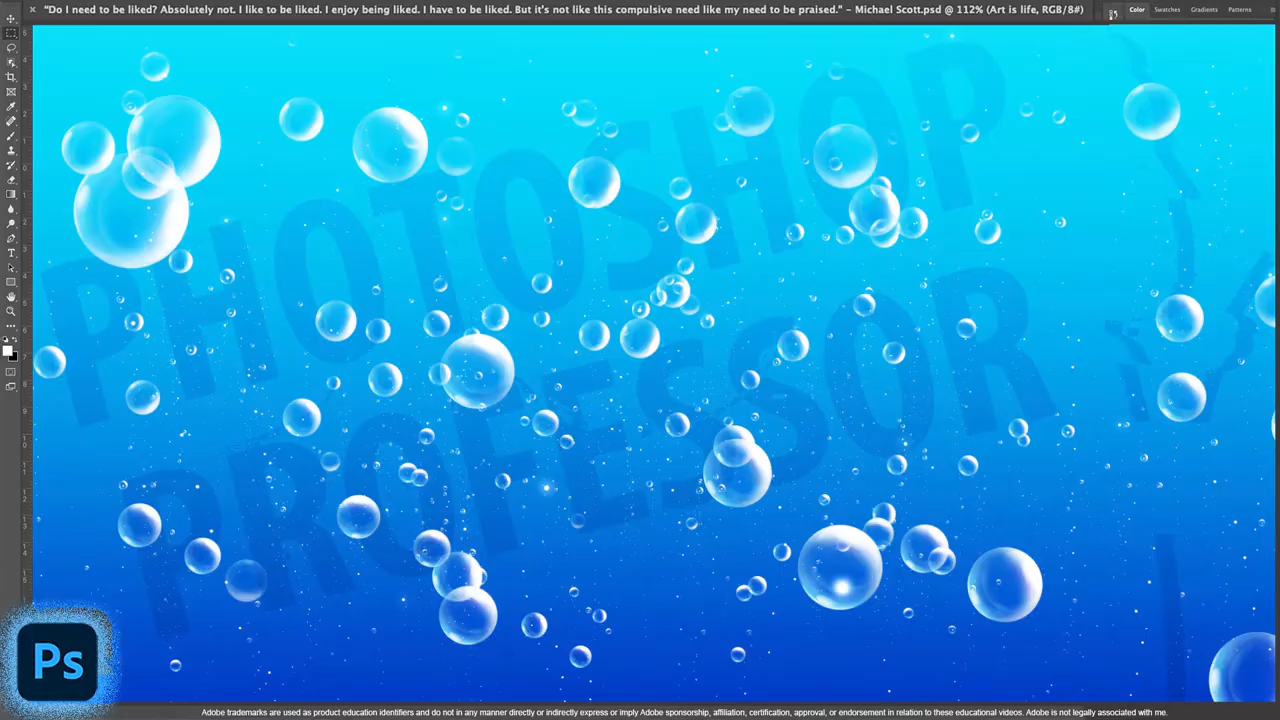 “Do I need to be liked? Absolutely not. I like to be liked. I enjoy being liked. I have to be liked. But it’s not like this compulsive need like my need to be praised.” – Michael Scott.psd @ 112% (Art is life, RGB/8#)
Color Swatches Gradients Patterns
PHOTOSHOP
PROFESSOR
Ps
Adobe trademarks are used as product education identifiers and do not in any manner directly or indirectly express or imply Adobe sponsorship, affiliation, certification, approval, or endorsement in relation to these educational videos. Adobe is not legally associated with me.